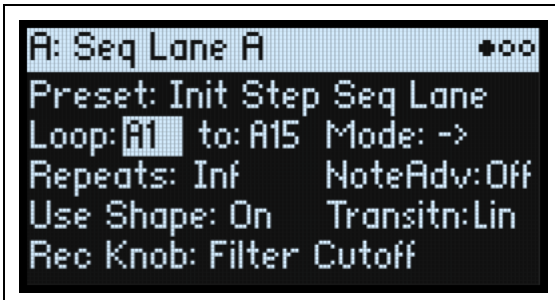 A: Seq Lane A
Preset: Init Step Seq Lane
Loop: A1 to: A15 Mode: ->
Repeats: Inf NoteAdv: Off
Use Shape: On Transitn: Lin
Rec Knob: Filter Cutoff